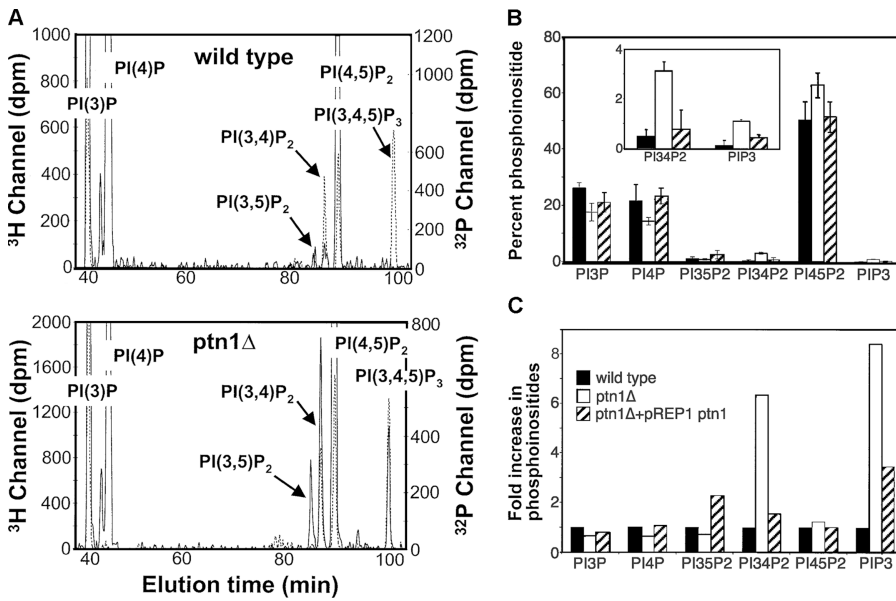 A
1000
800
600
400
200
0
³H Channel (dpm)
wild type
PI(4)P
PI(3)P
PI(4,5)P₂
PI(3,4,5)P₃
PI(3,4)P₂
PI(3,5)P₂
1200
1000
800
600
400
200
0
³²P Channel (dpm)
40 60 80 100
2000
1600
1200
800
400
0
³H Channel (dpm)
ptn1Δ
PI(4)P
PI(3)P
PI(4,5)P₂
PI(3,4,5)P₃
PI(3,4)P₂
PI(3,5)P₂
800
600
400
200
0
³²P Channel (dpm)
40 60 80 100
Elution time (min)
B
80
60
40
20
0
Percent phosphoinositide
4
2
0
PI34P2 PIP3
PI3P PI4P PI35P2 PI34P2 PI45P2 PIP3
C
8
6
4
2
0
Fold increase in
phosphoinositides
wild type
ptn1Δ
ptn1Δ+pREP1 ptn1
PI3P PI4P PI35P2 PI34P2 PI45P2 PIP3